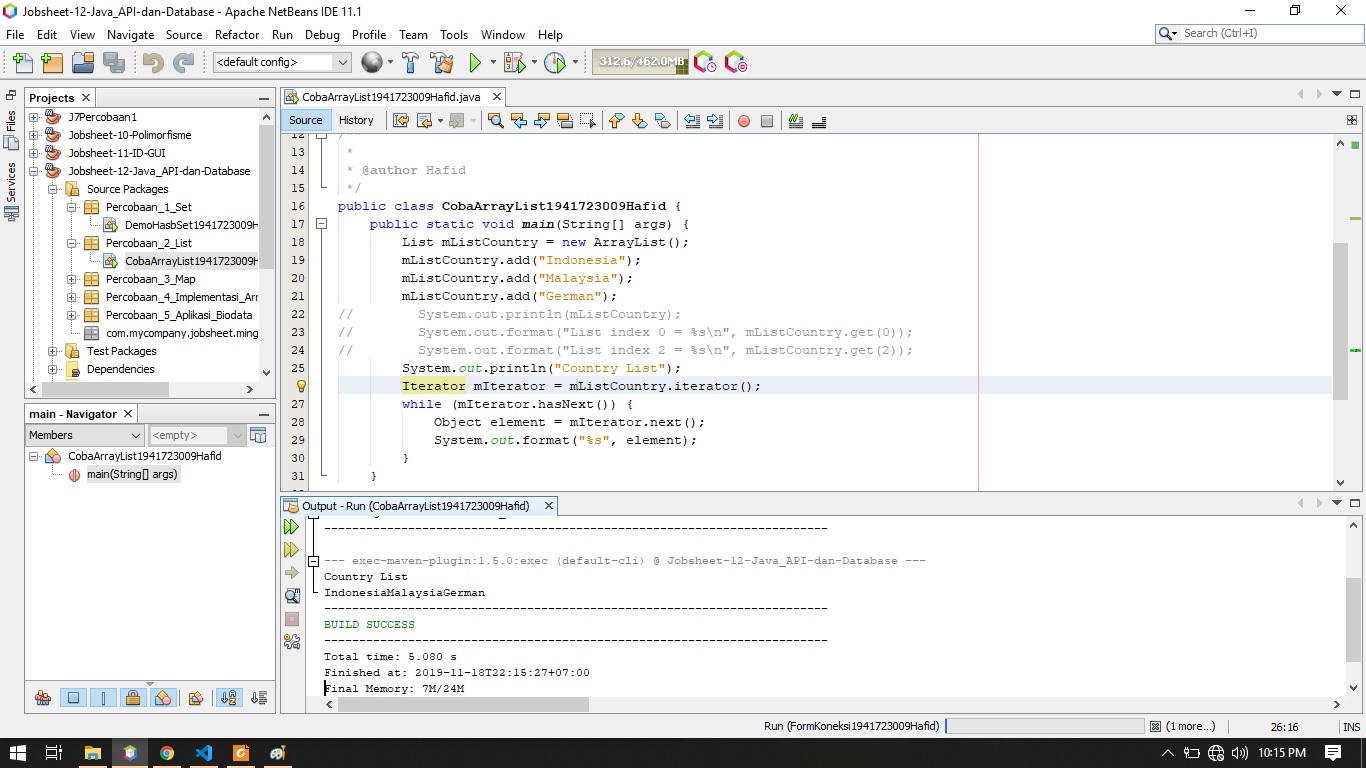 Jobsheet-12-Java_API-dan-Database - Apache NetBeans IDE 11.1
File Edit View Navigate Source Refactor Run Debug Profile Team Tools Window Help
Search (Ctrl+I)
<default config>
312.6/462.0MB
Files
Services
Projects
J7Percobaan1
Jobsheet-10-Polimorfisme
Jobsheet-11-ID-GUI
Jobsheet-12-Java_API-dan-Database
Source Packages
Percobaan_1_Set
DemoHasbSet1941723009H
Percobaan_2_List
CobaArrayList1941723009H
Percobaan_3_Map
Percobaan_4_Implementasi_Arr
Percobaan_5_Aplikasi_Biodata
com.mycompany.jobsheet.ming
Test Packages
Dependencies
main - Navigator
Members
<empty>
CobaArrayList1941723009Hafid
main(String[] args)
CobaArrayList1941723009Hafid.java
Source History
12 /**
13 *
14 * @author Hafid
15 */
16 public class CobaArrayList1941723009Hafid {
17 public static void main(String[] args) {
18 List mListCountry = new ArrayList();
19 mListCountry.add("Indonesia");
20 mListCountry.add("Malaysia");
21 mListCountry.add("German");
22 // System.out.println(mListCountry);
23 // System.out.format("List index 0 = %s\n", mListCountry.get(0));
24 // System.out.format("List index 2 = %s\n", mListCountry.get(2));
25 System.out.println("Country List");
Iterator mIterator = mListCountry.iterator();
27 while (mIterator.hasNext()) {
28 Object element = mIterator.next();
29 System.out.format("%s", element);
30 }
31 }
Output - Run (CobaArrayList1941723009Hafid)
------------------------------------------------------------------------
--- exec-maven-plugin:1.5.0:exec (default-cli) @ Jobsheet-12-Java_API-dan-Database ---
Country List
IndonesiaMalaysiaGerman
------------------------------------------------------------------------
BUILD SUCCESS
------------------------------------------------------------------------
Total time: 5.080 s
Finished at: 2019-11-18T22:15:27+07:00
Final Memory: 7M/24M
Run (FormKoneksi1941723009Hafid)
(1 more...)
26:16
INS
10:15 PM